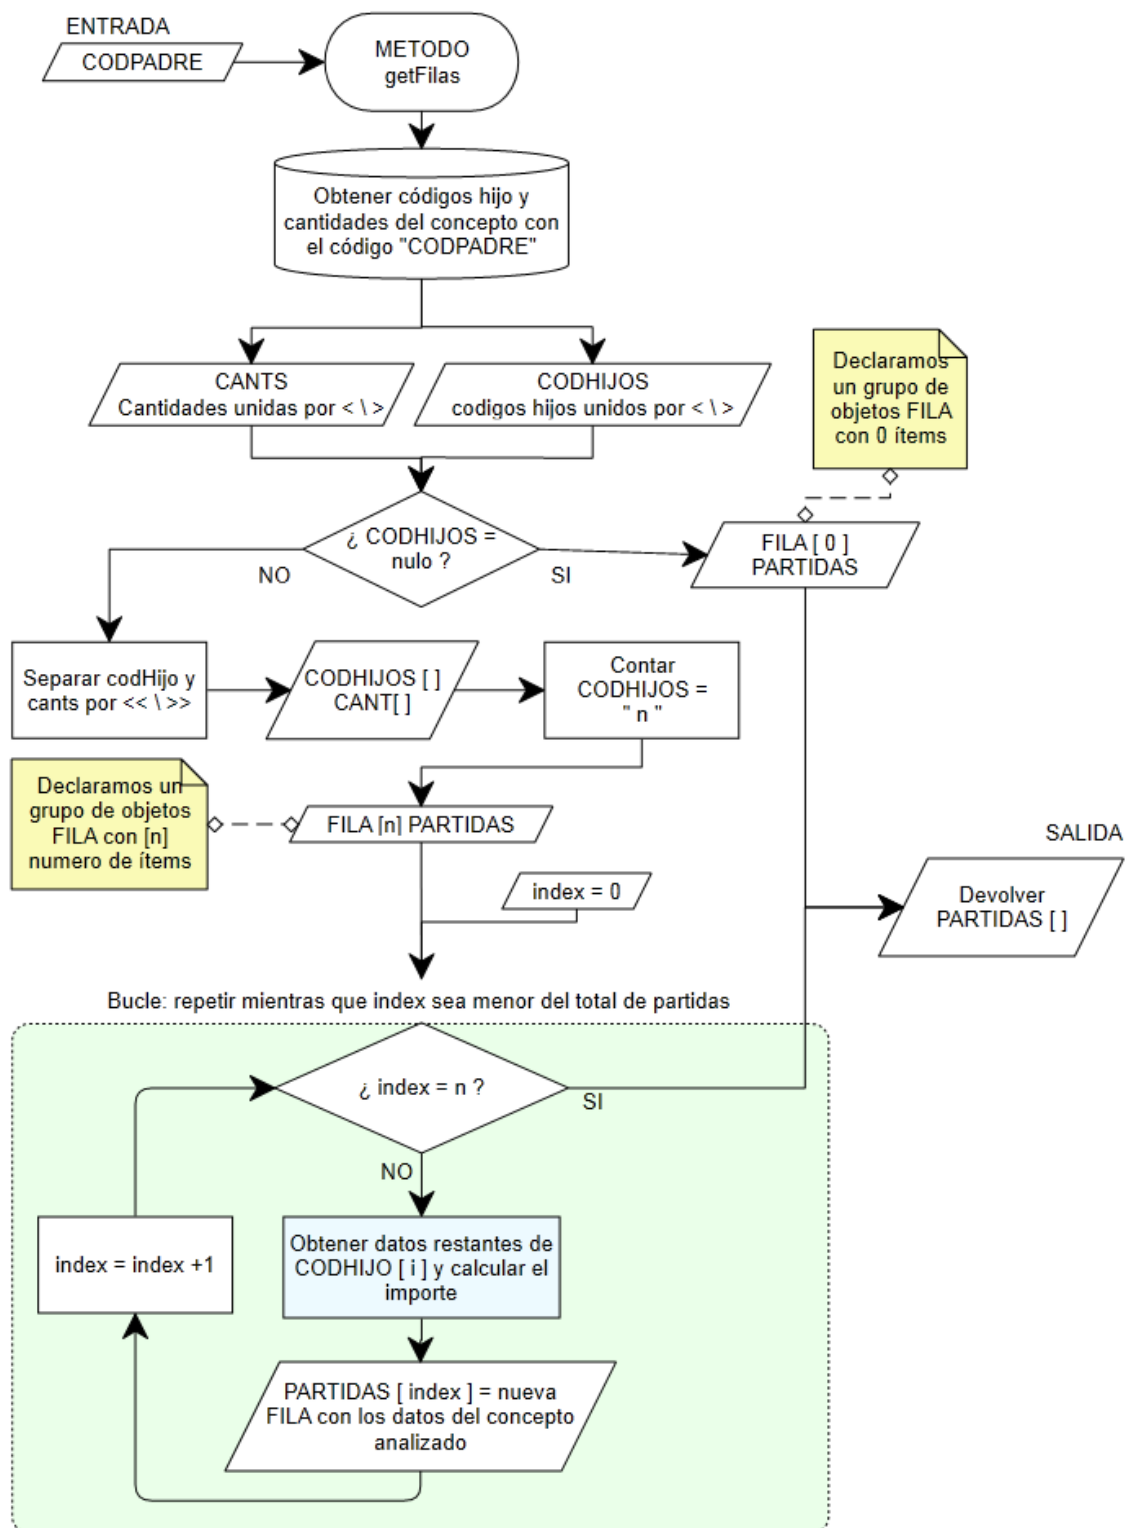 ENTRADA
CODPADRE
METODO
getFilas
Obtener códigos hijo y
cantidades del concepto con
el código "CODPADRE"
CANTS
Cantidades unidas por < \ >
CODHIJOS
codigos hijos unidos por < \ >
Declaramos
un grupo de
objetos FILA
con 0 ítems
¿ CODHIJOS =
nulo ?
NO
SI
FILA [ 0 ]
PARTIDAS
Separar codHijo y
cants por << \ >>
CODHIJOS [ ]
CANT[ ]
Contar
CODHIJOS =
" n "
Declaramos un
grupo de objetos
FILA con [n]
numero de ítems
FILA [n] PARTIDAS
index = 0
SALIDA
Devolver
PARTIDAS [ ]
Bucle: repetir mientras que index sea menor del total de partidas
¿ index = n ?
SI
NO
index = index +1
Obtener datos restantes de
CODHIJO [ i ] y calcular el
importe
PARTIDAS [ index ] = nueva
FILA con los datos del concepto
analizado